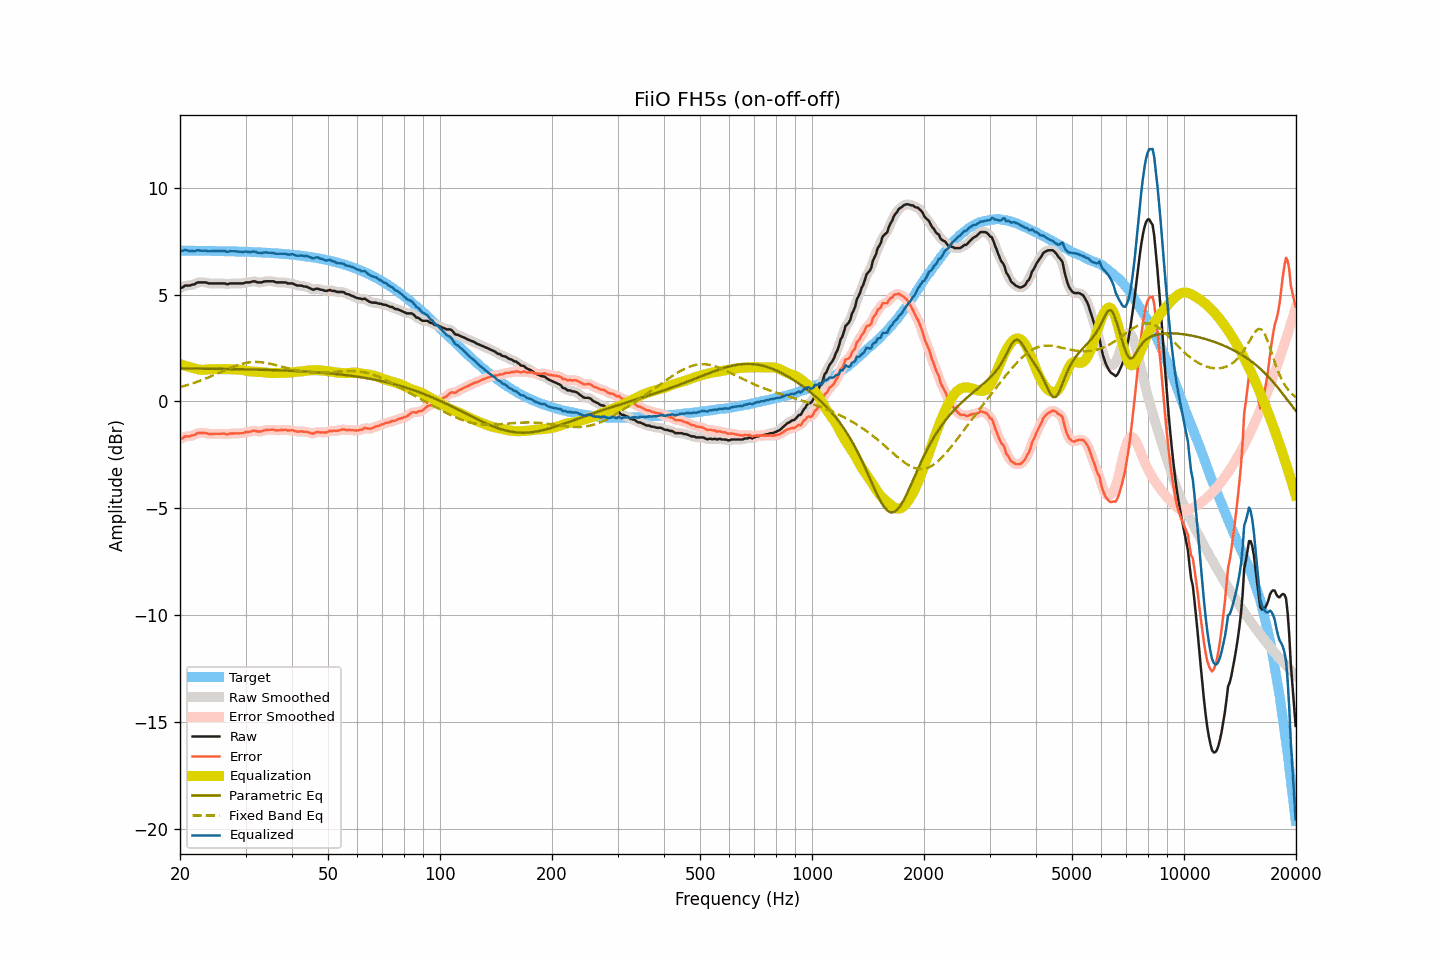 FiiO FH5s (on-off-off)
Amplitude (dBr)
10
5
0
−5
−10
−15
−20
Target
Raw Smoothed
Error Smoothed
Raw
Error
Equalization
Parametric Eq
Fixed Band Eq
Equalized
20 50 100 200 500 1000 2000 5000 10000 20000
Frequency (Hz)